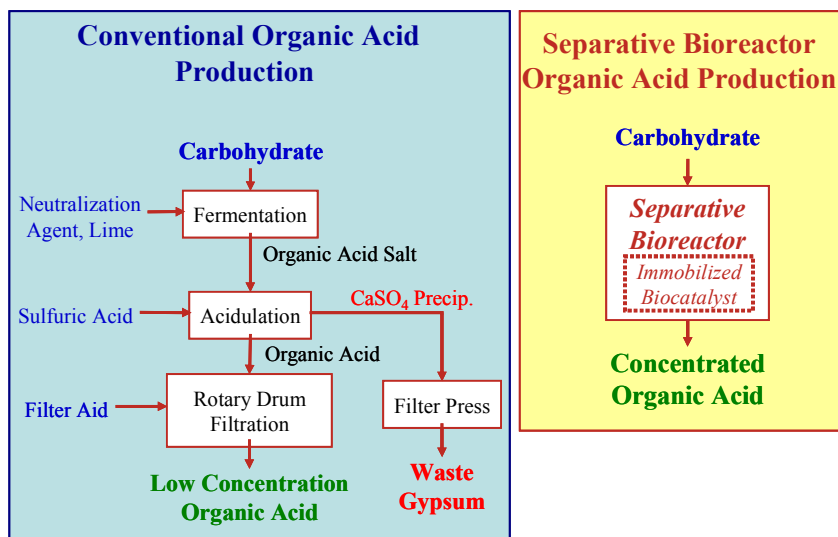 Conventional Organic Acid
Production
Carbohydrate
Neutralization
Agent, Lime
Fermentation
Organic Acid Salt
CaSO₄ Precip.
Sulfuric Acid
Acidulation
Organic Acid
Filter Aid
Rotary Drum
Filtration
Filter Press
Low Concentration
Organic Acid
Waste
Gypsum
Separative Bioreactor
Organic Acid Production
Carbohydrate
Separative
Bioreactor
Immobilized
Biocatalyst
Concentrated
Organic Acid